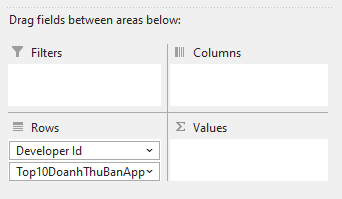 Drag fields between areas below:
Filters
Columns
Rows
Values
Developer Id
Top10DoanhThuBanApp